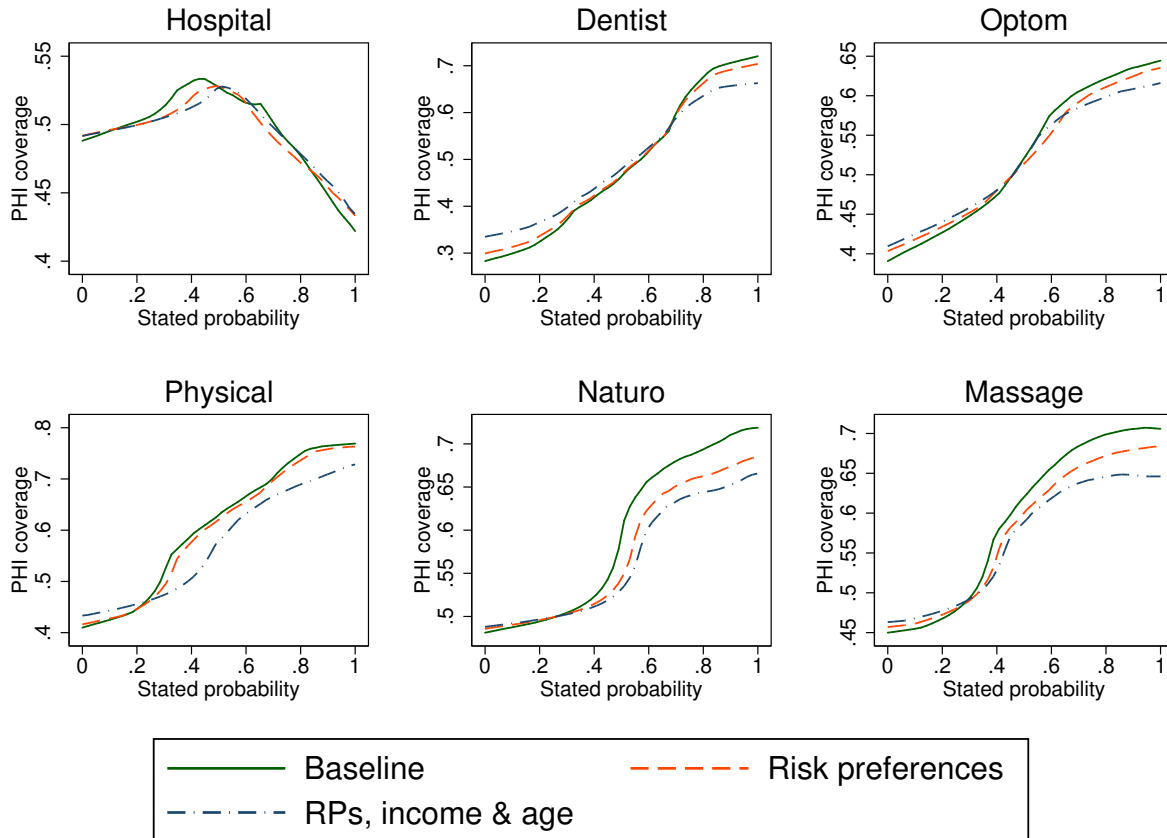 Hospital
Dentist
Optom
55
.5
.45
.4
PHI coverage
0 .2 .4 .6 .8 1
Stated probability
.7
.6
.5
.4
.3
PHI coverage
0 .2 .4 .6 .8 1
Stated probability
.65
.6
.55
.5
.45
.4
PHI coverage
0 .2 .4 .6 .8 1
Stated probability
Physical
Naturo
Massage
.8
.7
.6
.5
.4
PHI coverage
0 .2 .4 .6 .8 1
Stated probability
.7
.65
.6
.55
.5
PHI coverage
0 .2 .4 .6 .8 1
Stated probability
.7
.65
.6
.55
.5
.45
PHI coverage
0 .2 .4 .6 .8 1
Stated probability
Baseline
Risk preferences
RPs, income & age